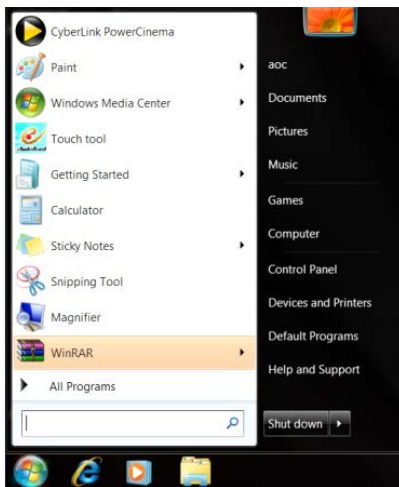 CyberLink PowerCinema
Paint
Windows Media Center
Touch tool
Getting Started
Calculator
Sticky Notes
Snipping Tool
Magnifier
WinRAR
All Programs
aoc
Documents
Pictures
Music
Games
Computer
Control Panel
Devices and Printers
Default Programs
Help and Support
Shut down